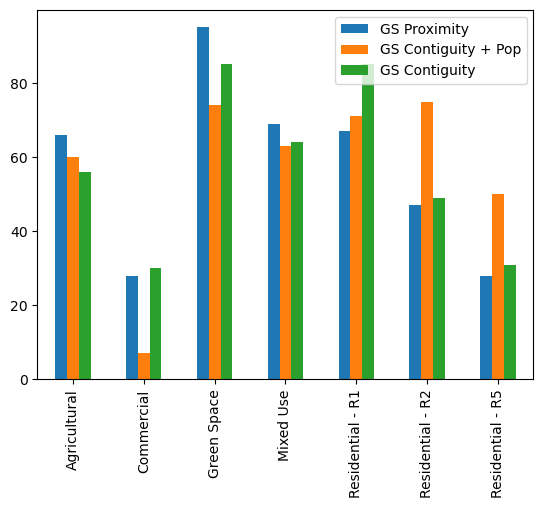 GS Proximity
GS Contiguity + Pop
GS Contiguity
80
60
40
20
0
Agricultural
Commercial
Green Space
Mixed Use
Residential - R1
Residential - R2
Residential - R5